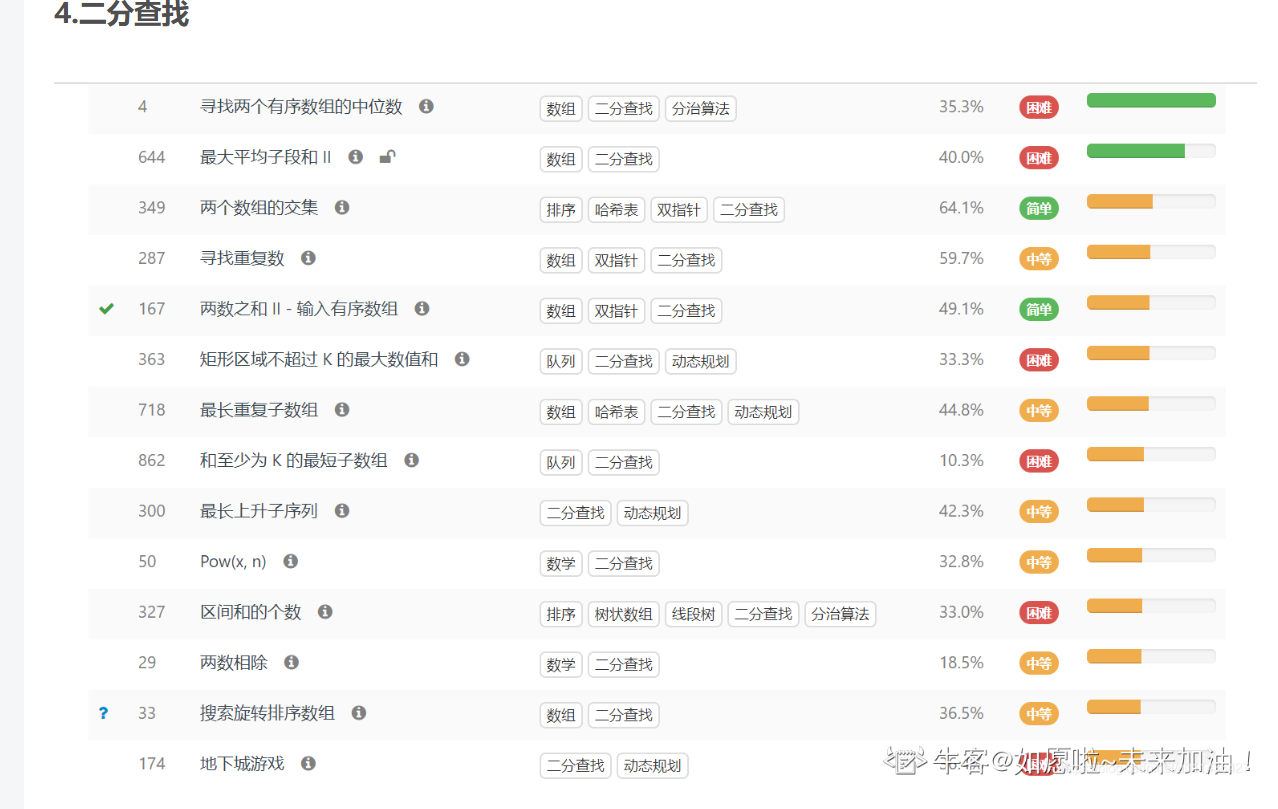 4.二分查找
4 寻找两个有序数组的中位数 数组 二分查找 分治算法 35.3% 困难
644 最大平均子段和 II 数组 二分查找 40.0% 困难
349 两个数组的交集 排序 哈希表 双指针 二分查找 64.1% 简单
287 寻找重复数 数组 双指针 二分查找 59.7% 中等
167 两数之和 II - 输入有序数组 数组 双指针 二分查找 49.1% 简单
363 矩形区域不超过 K 的最大数值和 队列 二分查找 动态规划 33.3% 困难
718 最长重复子数组 数组 哈希表 二分查找 动态规划 44.8% 中等
862 和至少为 K 的最短子数组 队列 二分查找 10.3% 困难
300 最长上升子序列 二分查找 动态规划 42.3% 中等
50 Pow(x, n) 数学 二分查找 32.8% 中等
327 区间和的个数 排序 树状数组 线段树 二分查找 分治算法 33.0% 困难
29 两数相除 数学 二分查找 18.5% 中等
? 33 搜索旋转排序数组 数组 二分查找 36.5% 中等
174 地下城游戏 二分查找 动态规划
牛客@如愿啦~未来加油！